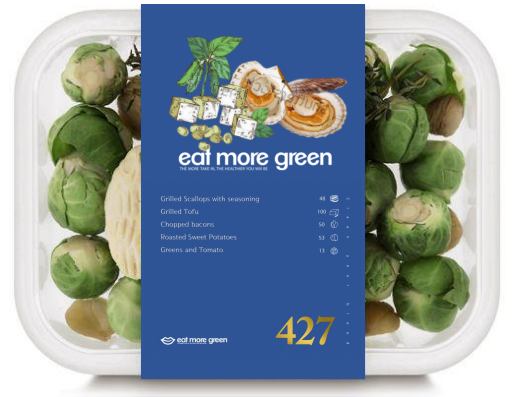 eat more green
THE MORE TAKE IN, THE HEALTHIER YOU WILL BE
Grilled Scallops with seasoning 48
Grilled Tofu 100
Chopped bacons 50
Roasted Sweet Potatoes 53
Greens and Tomato 13
eat more green
427